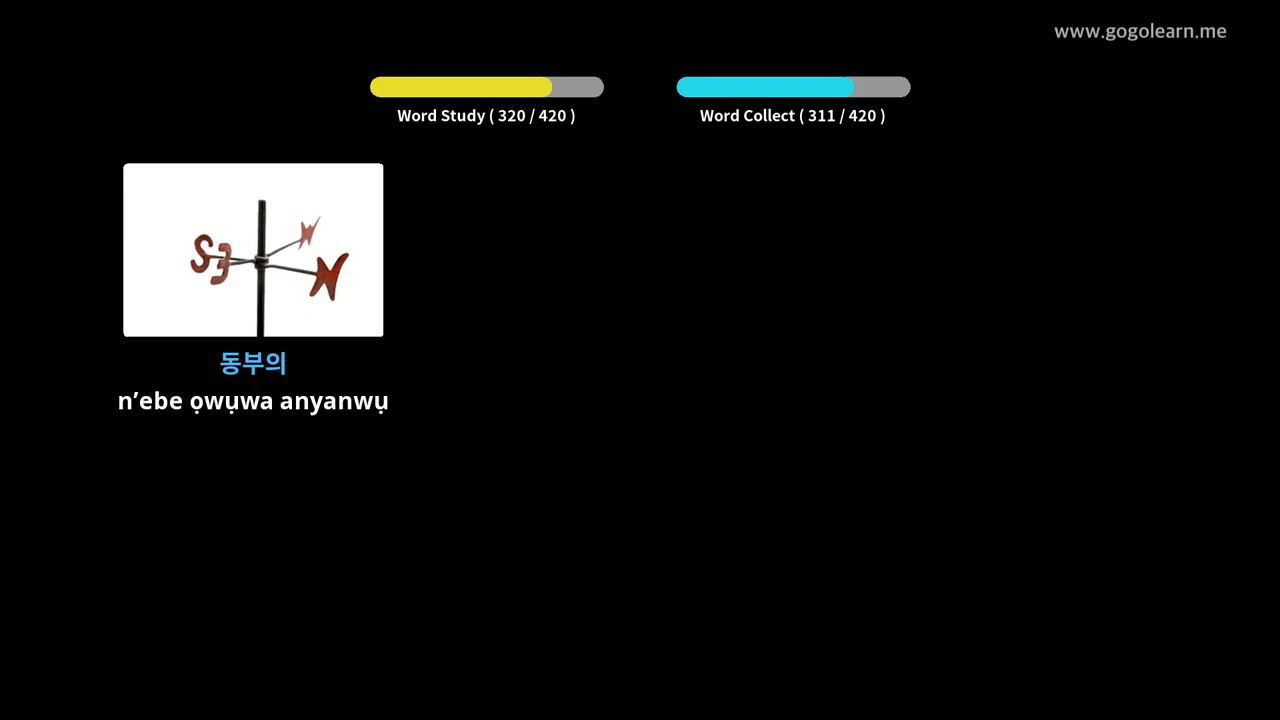 www.gogolearn.me
Word Study ( 320 / 420 )
Word Collect ( 311 / 420 )
S E N W
동부의
n’ebe ọwụwa anyanwụ